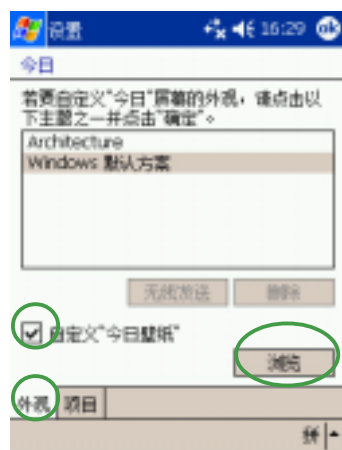 设置 16:29 ok
今日
若要自定义"今日"屏幕的外观，请点击以
下主题之一并点击"确定"。
Architecture
Windows 默认方案
无线发送 删除
自定义"今日壁纸"
浏览
外观 项目
拼